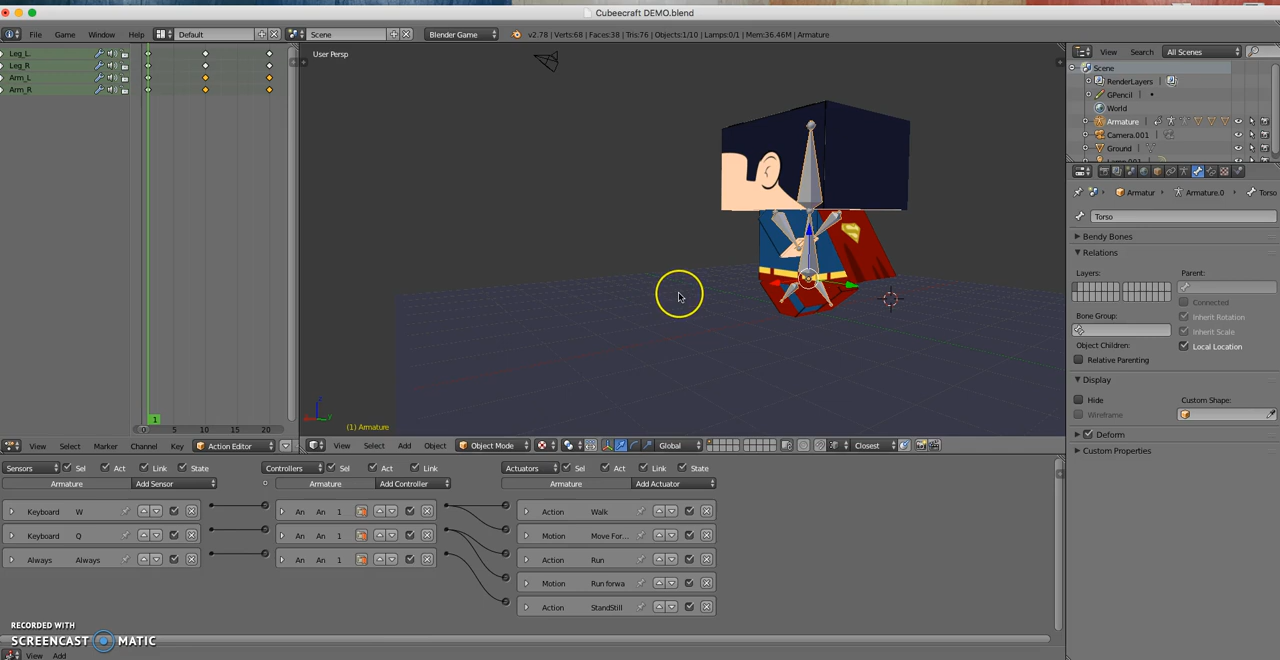 Cubeecraft DEMO.blend
File Game Window Help Default Scene Blender Game v2.78 | Verts:68 | Faces:38 | Tris:76 | Objects:1/10 | Lamps:0/1 | Mem:36.46M | Armature
Leg_L
Leg_R
Arm_L
Arm_R
1
0 5 10 15 20
View Select Marker Channel Key Action Editor
User Persp
(1) Armature
View Select Add Object Object Mode Global Closest
View Search All Scenes
Scene
RenderLayers
GPencil
World
Armature
Camera.001
Ground
Armatur Armature.0 Torso
Torso
Bendy Bones
Relations
Layers: Parent:
Connected
Bone Group: Inherit Rotation
Inherit Scale
Object Children: Local Location
Relative Parenting
Display
Hide Custom Shape:
Wireframe
Deform
Custom Properties
Sensors Sel Act Link State Controllers Sel Act Link Actuators Sel Act Link State
Armature Add Sensor Armature Add Controller Armature Add Actuator
Keyboard W An An 1 Action Walk
Keyboard Q An An 1 Motion Move For...
Always Always An An 1 Action Run
Motion Run forwa
Action StandStill
RECORDED WITH
SCREENCAST MATIC
View Add